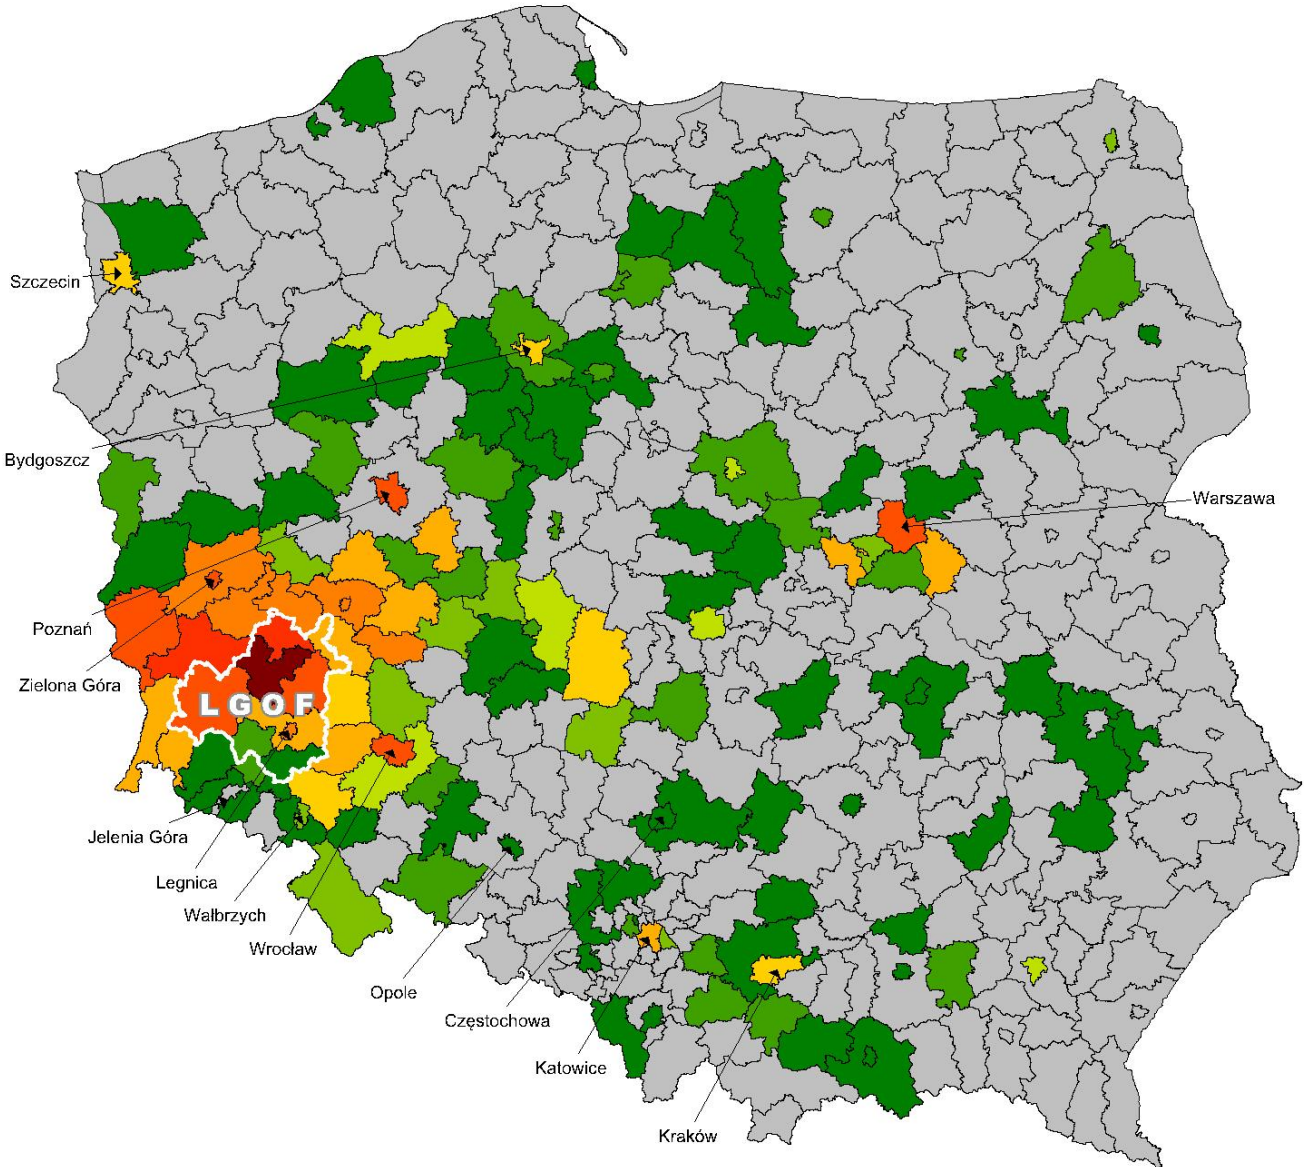 Szczecin
Bydgoszcz
Warszawa
Poznań
Zielona Góra
LGOF
Jelenia Góra
Legnica
Wałbrzych
Wrocław
Opole
Częstochowa
Katowice
Kraków